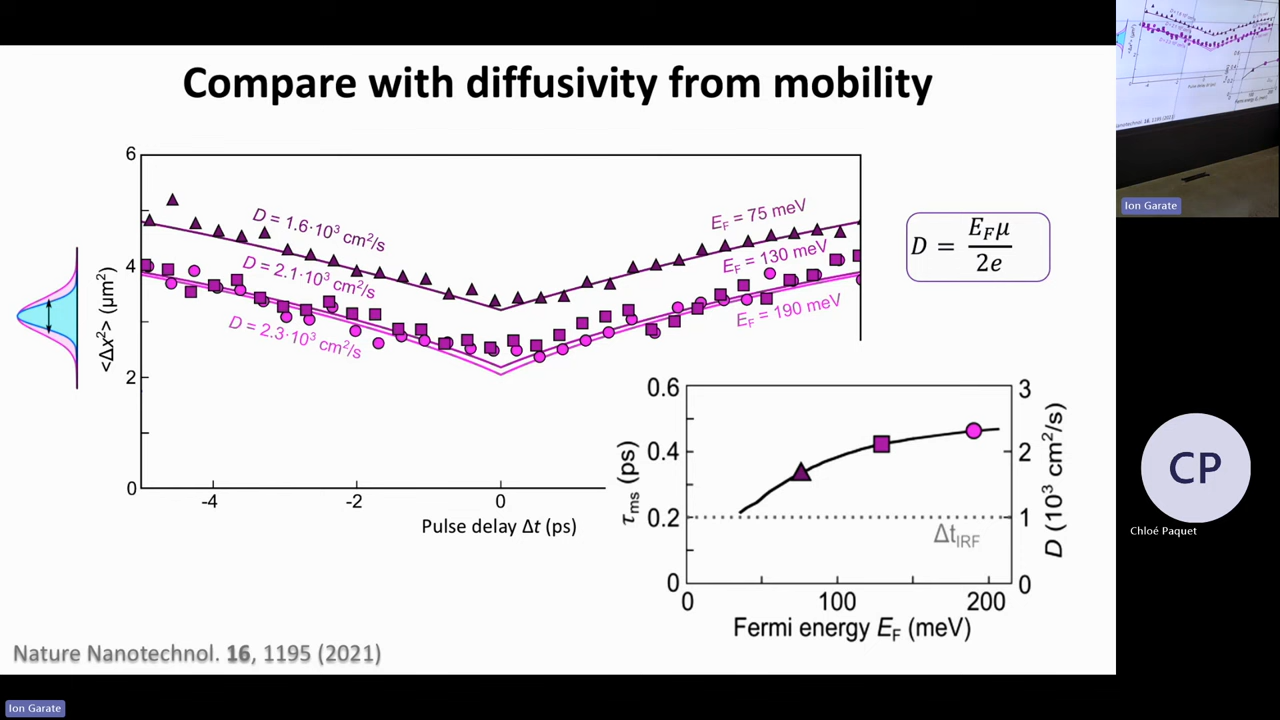 Compare with diffusivity from mobility
6
4
2
0
<Δx²> (µm²)
D = 1.6·10³ cm²/s
D = 2.1·10³ cm²/s
D = 2.3·10³ cm²/s
E_F = 75 meV
E_F = 130 meV
E_F = 190 meV
-4
-2
0
Pulse delay Δt (ps)
D = E_Fμ / 2e
0.6
0.4
0.2
0
τms (ps)
3
2
1
0
D (10³ cm²/s)
Δt_IRF
0
100
200
Fermi energy E_F (meV)
Nature Nanotechnol. 16, 1195 (2021)
Ion Garate
Ion Garate
CP
Chloé Paquet